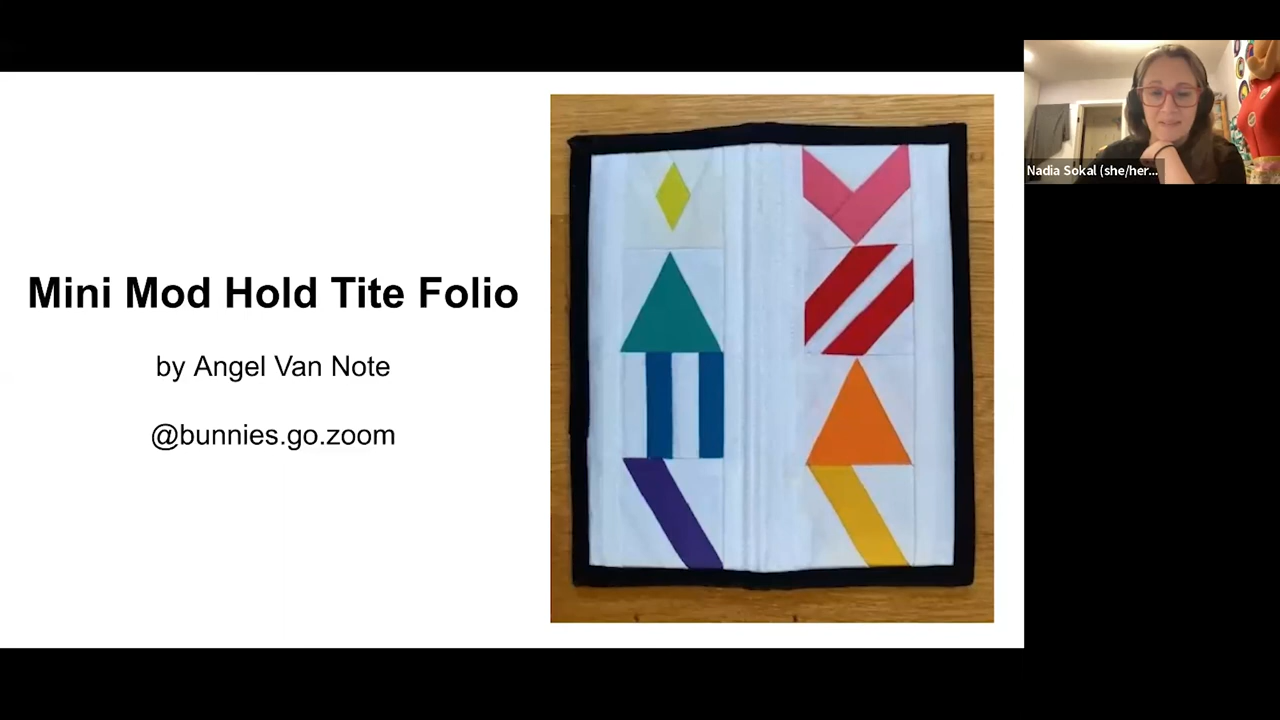 Mini Mod Hold Tite Folio
by Angel Van Note
@bunnies.go.zoom
Nadia Sokal (she/her...